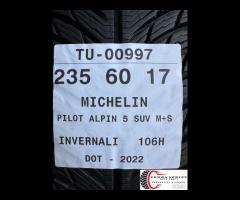 TU-00997
235 60 17
MICHELIN
PILOT ALPIN 5 SUV M+S
INVERNALI 106H
DOT - 2022